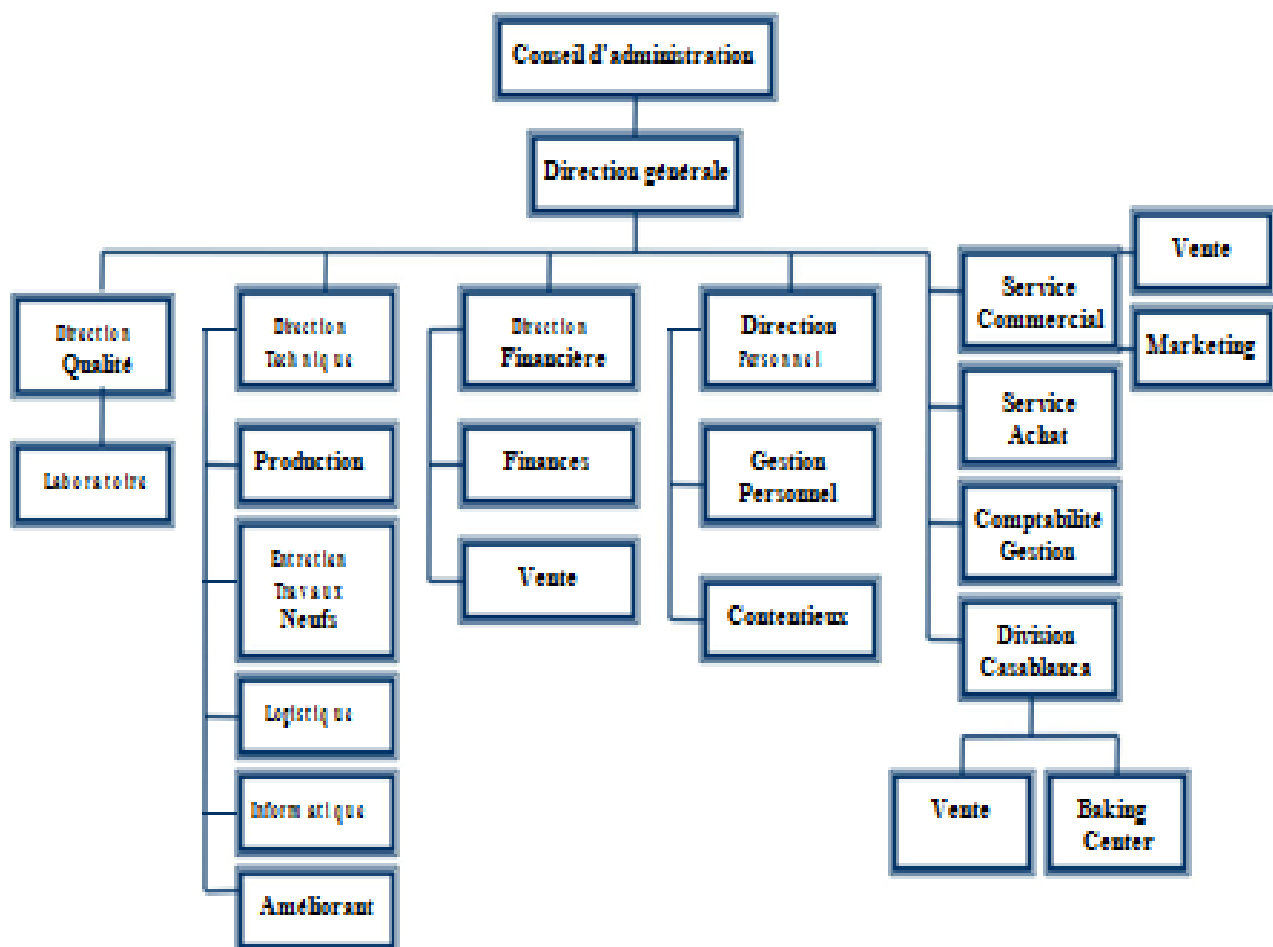 Conseil d'administration
Direction générale
Direction
Qualité
Laboratoire
Direction
Technique
Production
Entretien
Travaux
Neufs
Logistique
Informatique
Améliorant
Direction
Financière
Finances
Vente
Direction
Personnel
Gestion
Personnel
Contentieux
Service
Commercial
Vente
Marketing
Service
Achat
Comptabilité
Gestion
Division
Casablanca
Vente
Baking
Center